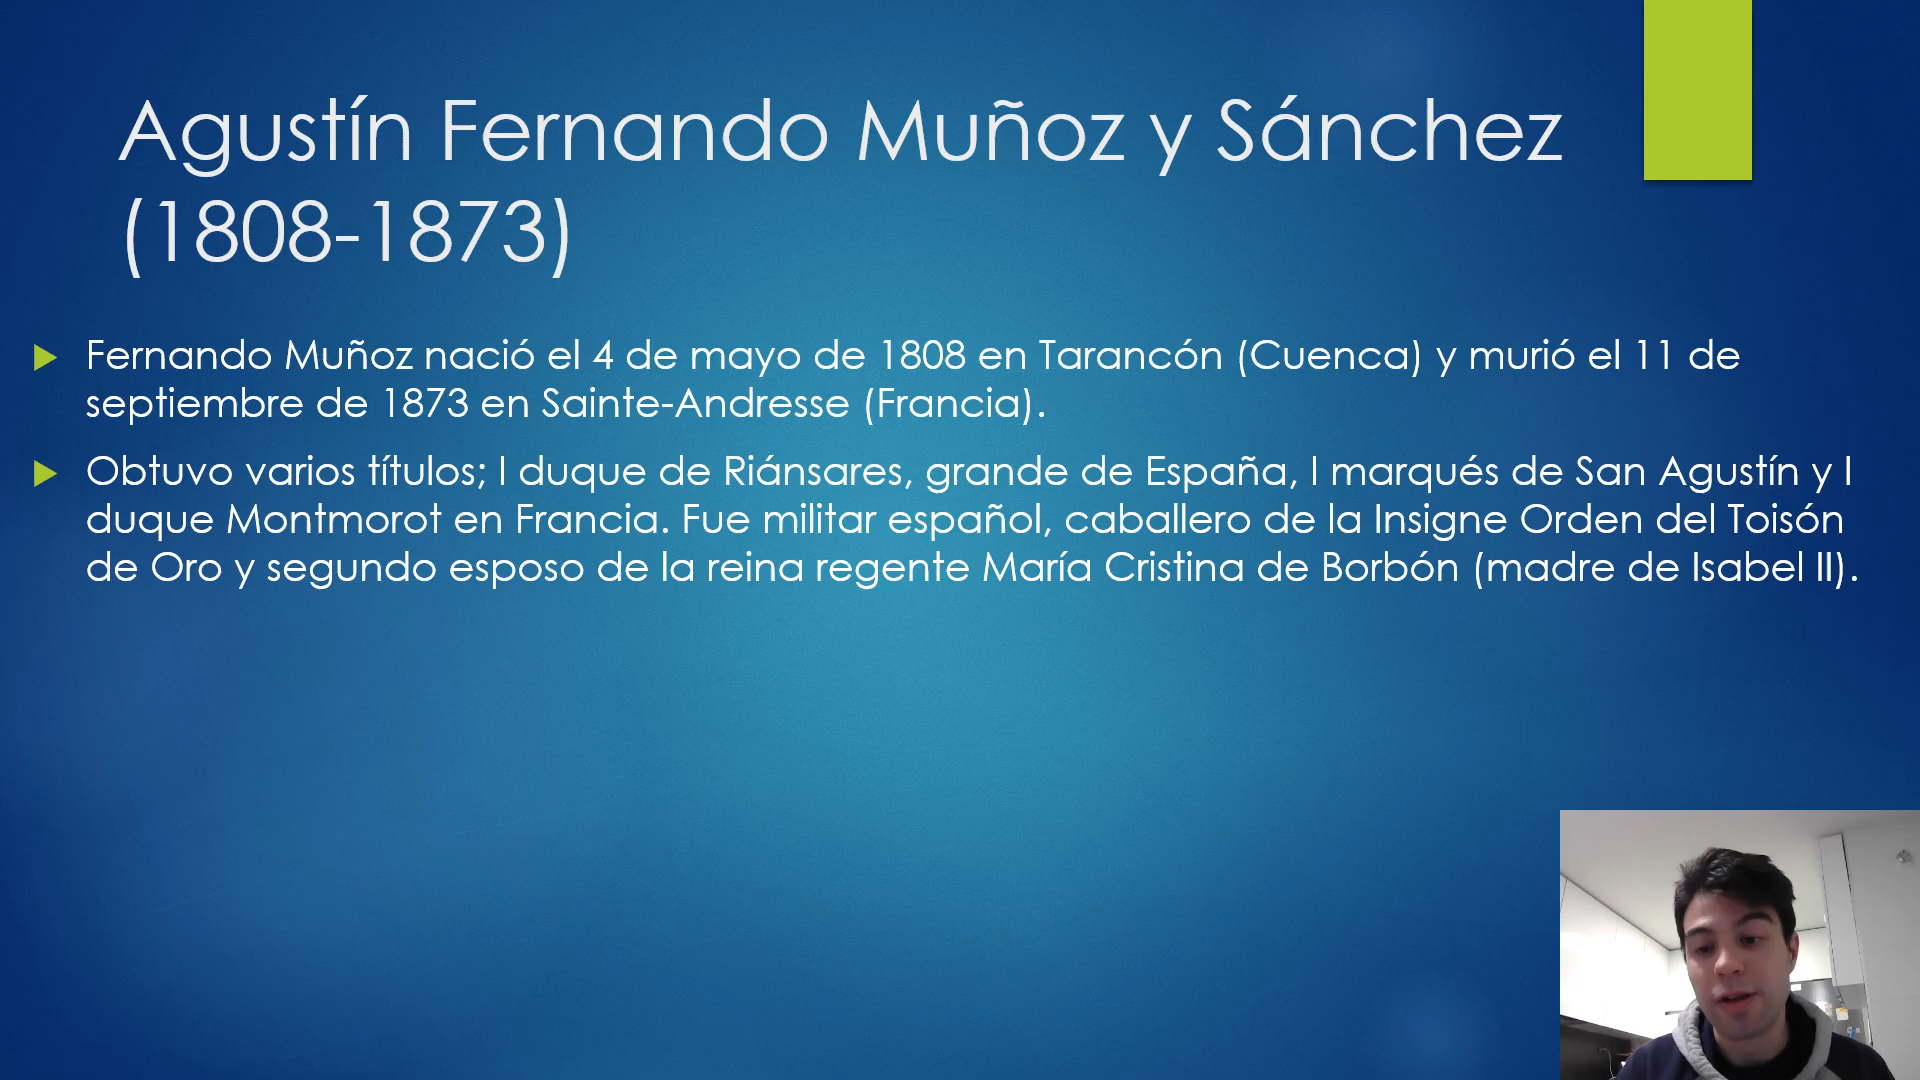 Agustín Fernando Muñoz y Sánchez
(1808-1873)
Fernando Muñoz nació el 4 de mayo de 1808 en Tarancón (Cuenca) y murió el 11 de
septiembre de 1873 en Sainte-Andresse (Francia).
Obtuvo varios títulos; I duque de Riánsares, grande de España, I marqués de San Agustín y I
duque Montmorot en Francia. Fue militar español, caballero de la Insigne Orden del Toisón
de Oro y segundo esposo de la reina regente María Cristina de Borbón (madre de Isabel II).